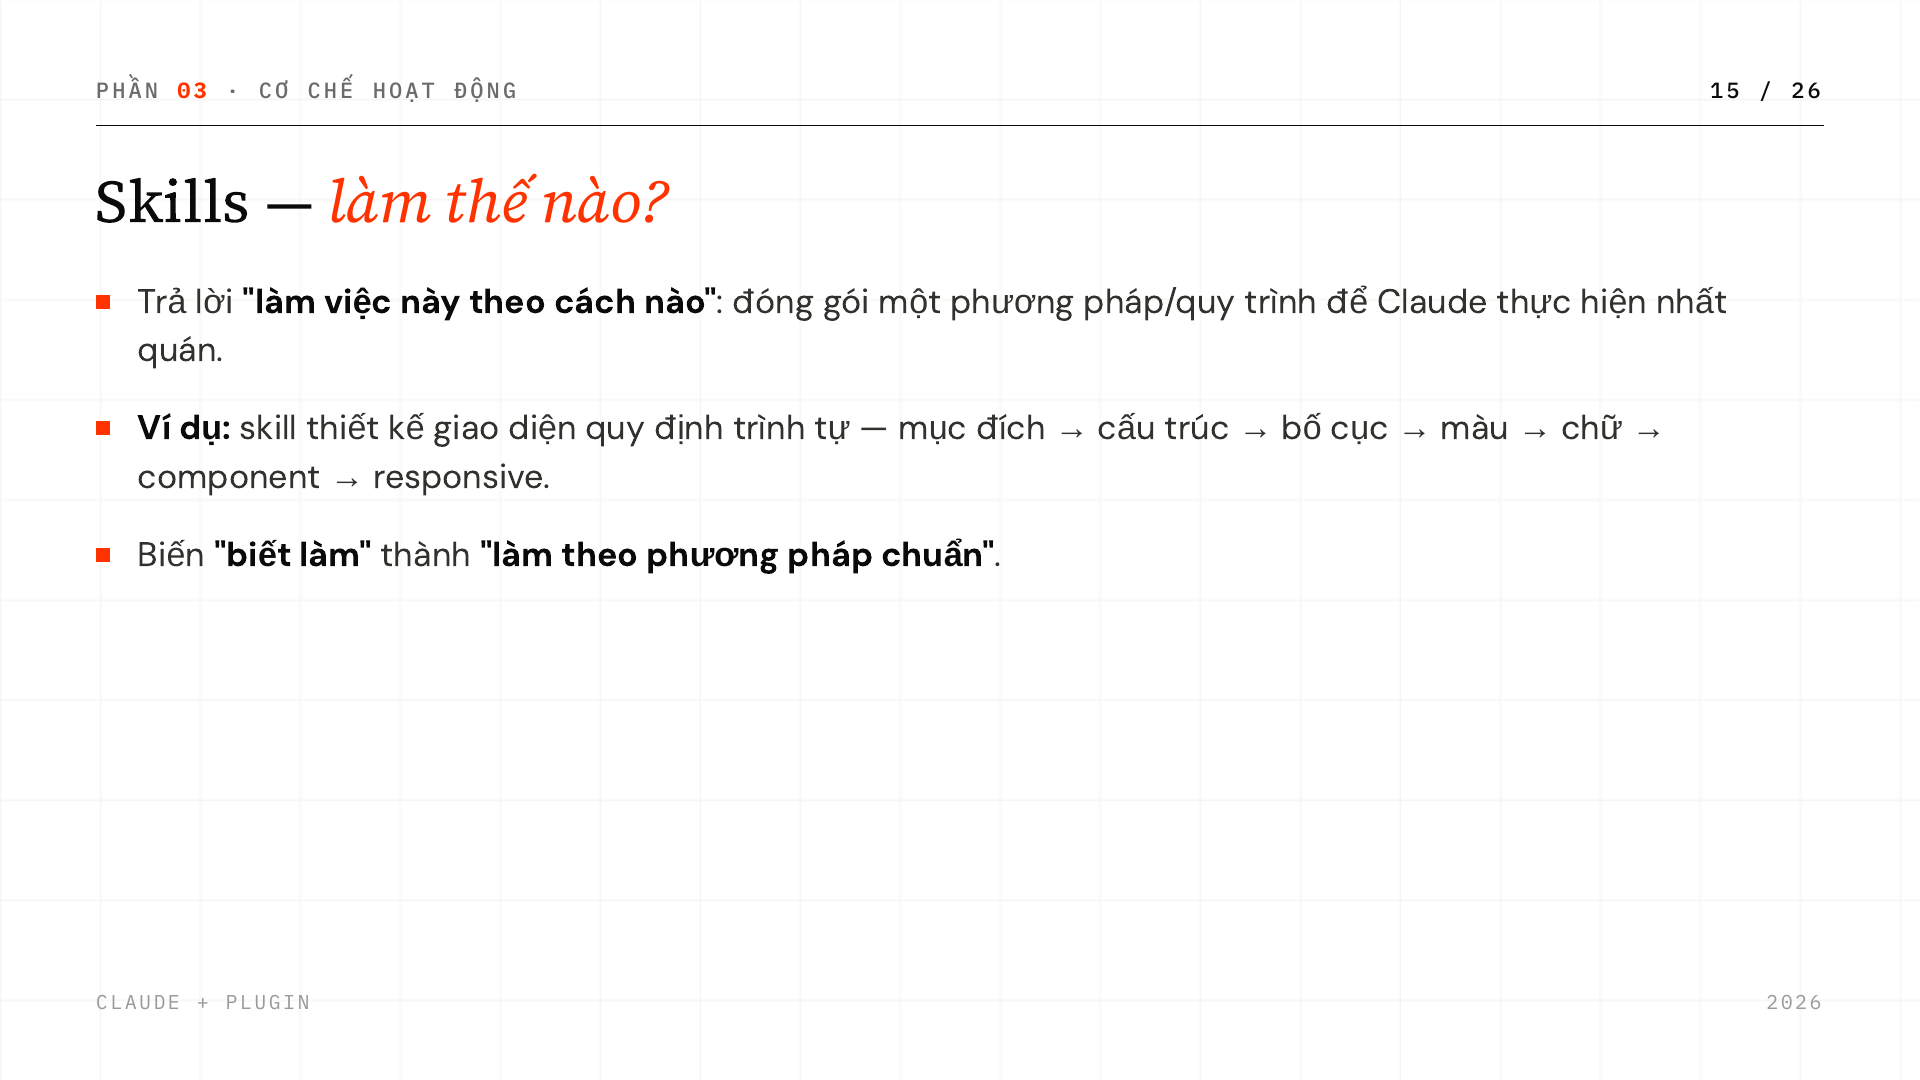 PHẦN 03 · CƠ CHẾ HOẠT ĐỘNG
15 / 26
Skills — làm thế nào?
Trả lời "làm việc này theo cách nào": đóng gói một phương pháp/quy trình để Claude thực hiện nhất
quán.
Ví dụ: skill thiết kế giao diện quy định trình tự — mục đích → cấu trúc → bố cục → màu → chữ →
component → responsive.
Biến "biết làm" thành "làm theo phương pháp chuẩn".
CLAUDE + PLUGIN
2026